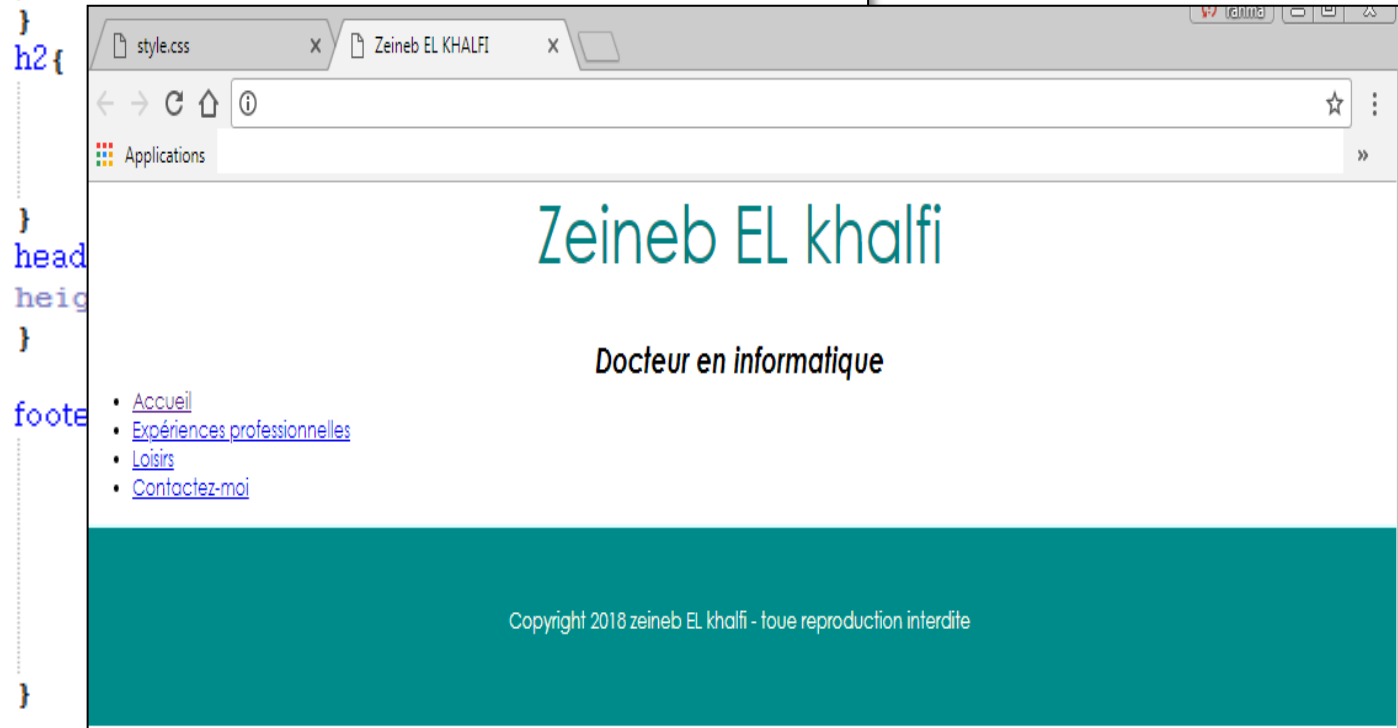 }
h2{
}
head
heig
}
foote
}
style.css
Zeineb EL KHALFI
Applications
»
Zeineb EL khalfi
Docteur en informatique
• Accueil
• Expériences professionnelles
• Loisirs
• Contactez-moi
Copyright 2018 zeineb EL khalfi - toue reproduction interdite